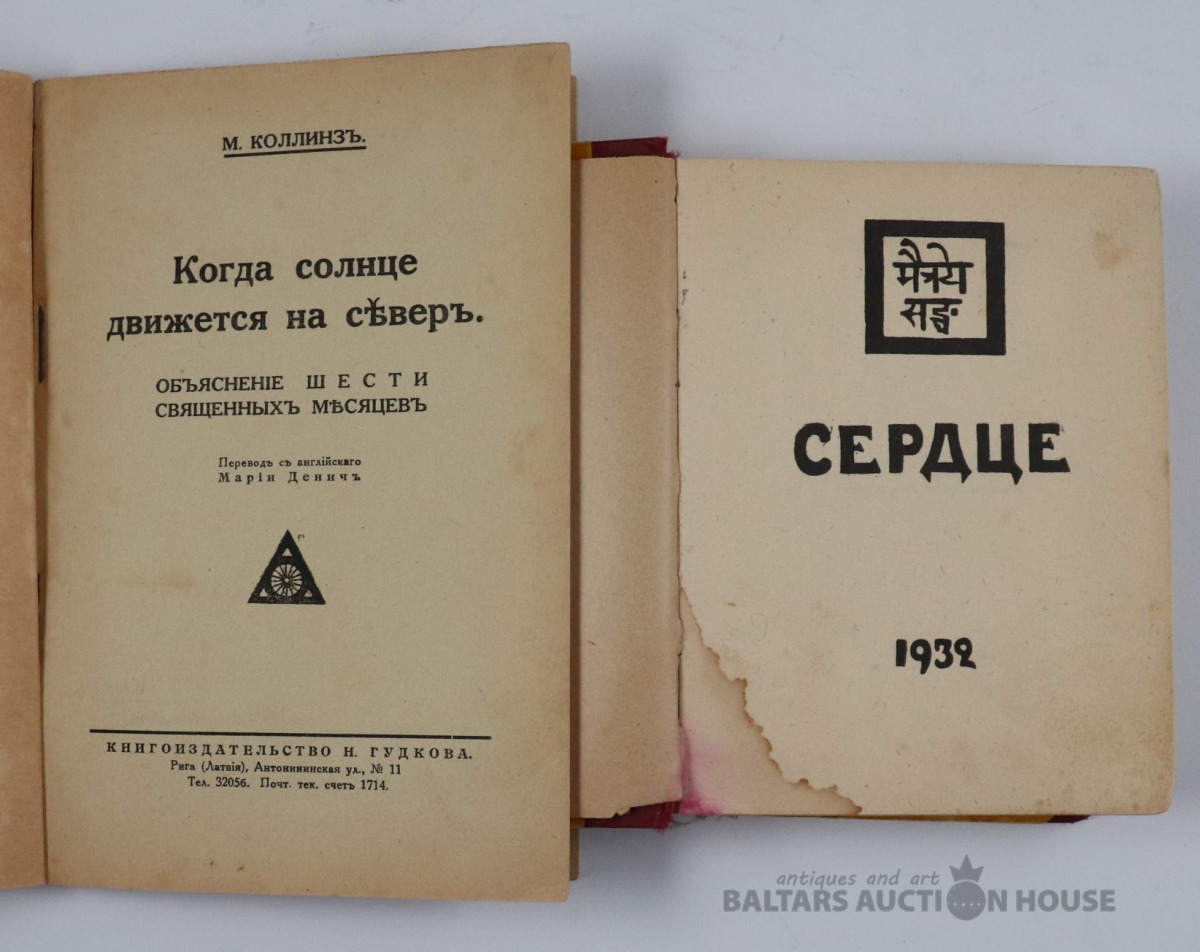 М. КОЛЛИНЗЪ.
Когда солнце
движется на сѣверъ.
ОБЪЯСНЕНІЕ ШЕСТИ
СВЯЩЕННЫХЪ МѢСЯЦЕВЪ
Переводъ съ англійскаго
Маріи Деничъ
КНИГОИЗДАТЕЛЬСТВО Н. ГУДКОВА.
Рига (Латвія), Антонининская ул., № 11
Тел. 32056. Почт. тек. счетъ 1714.
मैत्रेय
सङ्घ
СЕРДЦЕ
1932
antiques and art
BALTARS AUCTION HOUSE